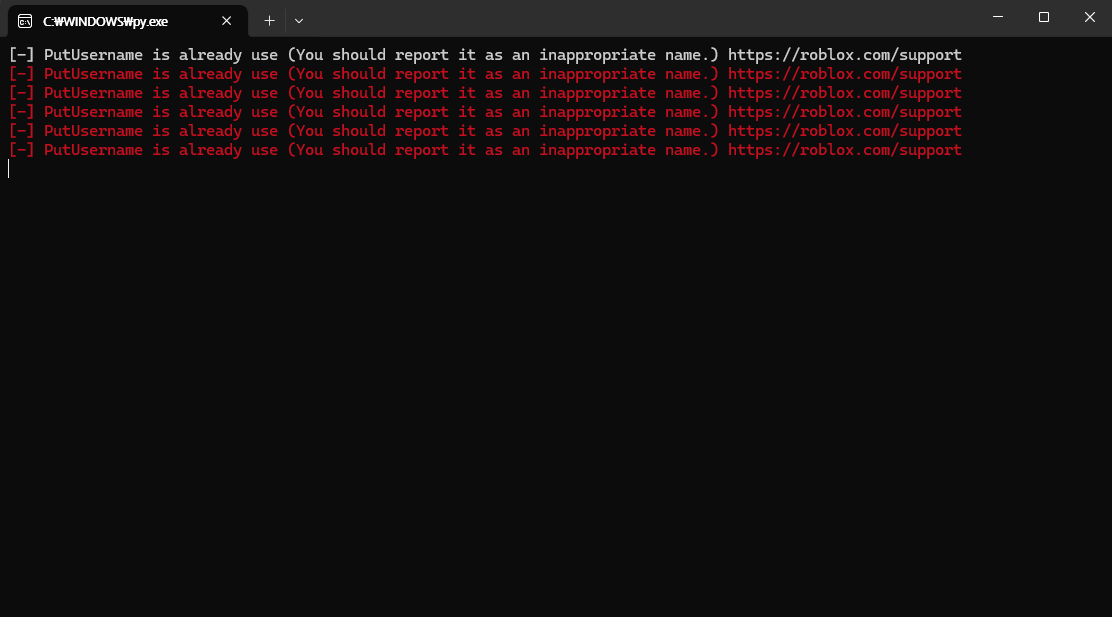 C:₩WINDOWS₩py.exe
[-] PutUsername is already use (You should report it as an inappropriate name.) https://roblox.com/support
[-] PutUsername is already use (You should report it as an inappropriate name.) https://roblox.com/support
[-] PutUsername is already use (You should report it as an inappropriate name.) https://roblox.com/support
[-] PutUsername is already use (You should report it as an inappropriate name.) https://roblox.com/support
[-] PutUsername is already use (You should report it as an inappropriate name.) https://roblox.com/support
[-] PutUsername is already use (You should report it as an inappropriate name.) https://roblox.com/support